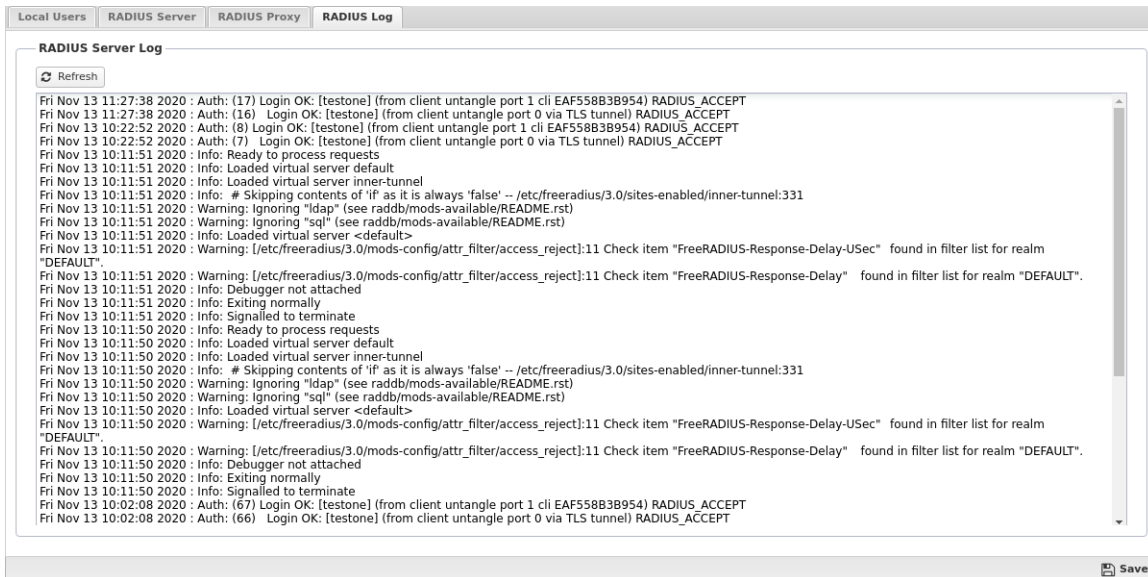 Local Users RADIUS Server RADIUS Proxy RADIUS Log
RADIUS Server Log
Refresh
Fri Nov 13 11:27:38 2020 : Auth: (17) Login OK: [testone] (from client untangle port 1 cli EAF558B3B954) RADIUS_ACCEPT
Fri Nov 13 11:27:38 2020 : Auth: (16)   Login OK: [testone] (from client untangle port 0 via TLS tunnel) RADIUS_ACCEPT
Fri Nov 13 10:22:52 2020 : Auth: (8) Login OK: [testone] (from client untangle port 1 cli EAF558B3B954) RADIUS_ACCEPT
Fri Nov 13 10:22:52 2020 : Auth: (7)   Login OK: [testone] (from client untangle port 0 via TLS tunnel) RADIUS_ACCEPT
Fri Nov 13 10:11:51 2020 : Info: Ready to process requests
Fri Nov 13 10:11:51 2020 : Info: Loaded virtual server default
Fri Nov 13 10:11:51 2020 : Info: Loaded virtual server inner-tunnel
Fri Nov 13 10:11:51 2020 : Info:  # Skipping contents of 'if' as it is always 'false' -- /etc/freeradius/3.0/sites-enabled/inner-tunnel:331
Fri Nov 13 10:11:51 2020 : Warning: Ignoring "ldap" (see raddb/mods-available/README.rst)
Fri Nov 13 10:11:51 2020 : Warning: Ignoring "sql" (see raddb/mods-available/README.rst)
Fri Nov 13 10:11:51 2020 : Info: Loaded virtual server <default>
Fri Nov 13 10:11:51 2020 : Warning: [/etc/freeradius/3.0/mods-config/attr_filter/access_reject]:11 Check item "FreeRADIUS-Response-Delay-USec"   found in filter list for realm
"DEFAULT".
Fri Nov 13 10:11:51 2020 : Warning: [/etc/freeradius/3.0/mods-config/attr_filter/access_reject]:11 Check item "FreeRADIUS-Response-Delay"   found in filter list for realm "DEFAULT".
Fri Nov 13 10:11:51 2020 : Info: Debugger not attached
Fri Nov 13 10:11:51 2020 : Info: Exiting normally
Fri Nov 13 10:11:51 2020 : Info: Signalled to terminate
Fri Nov 13 10:11:50 2020 : Info: Ready to process requests
Fri Nov 13 10:11:50 2020 : Info: Loaded virtual server default
Fri Nov 13 10:11:50 2020 : Info: Loaded virtual server inner-tunnel
Fri Nov 13 10:11:50 2020 : Info:  # Skipping contents of 'if' as it is always 'false' -- /etc/freeradius/3.0/sites-enabled/inner-tunnel:331
Fri Nov 13 10:11:50 2020 : Warning: Ignoring "ldap" (see raddb/mods-available/README.rst)
Fri Nov 13 10:11:50 2020 : Warning: Ignoring "sql" (see raddb/mods-available/README.rst)
Fri Nov 13 10:11:50 2020 : Info: Loaded virtual server <default>
Fri Nov 13 10:11:50 2020 : Warning: [/etc/freeradius/3.0/mods-config/attr_filter/access_reject]:11 Check item "FreeRADIUS-Response-Delay-USec"   found in filter list for realm
"DEFAULT".
Fri Nov 13 10:11:50 2020 : Warning: [/etc/freeradius/3.0/mods-config/attr_filter/access_reject]:11 Check item "FreeRADIUS-Response-Delay"   found in filter list for realm "DEFAULT".
Fri Nov 13 10:11:50 2020 : Info: Debugger not attached
Fri Nov 13 10:11:50 2020 : Info: Exiting normally
Fri Nov 13 10:11:50 2020 : Info: Signalled to terminate
Fri Nov 13 10:02:08 2020 : Auth: (67) Login OK: [testone] (from client untangle port 1 cli EAF558B3B954) RADIUS_ACCEPT
Fri Nov 13 10:02:08 2020 : Auth: (66)   Login OK: [testone] (from client untangle port 0 via TLS tunnel) RADIUS_ACCEPT
Save